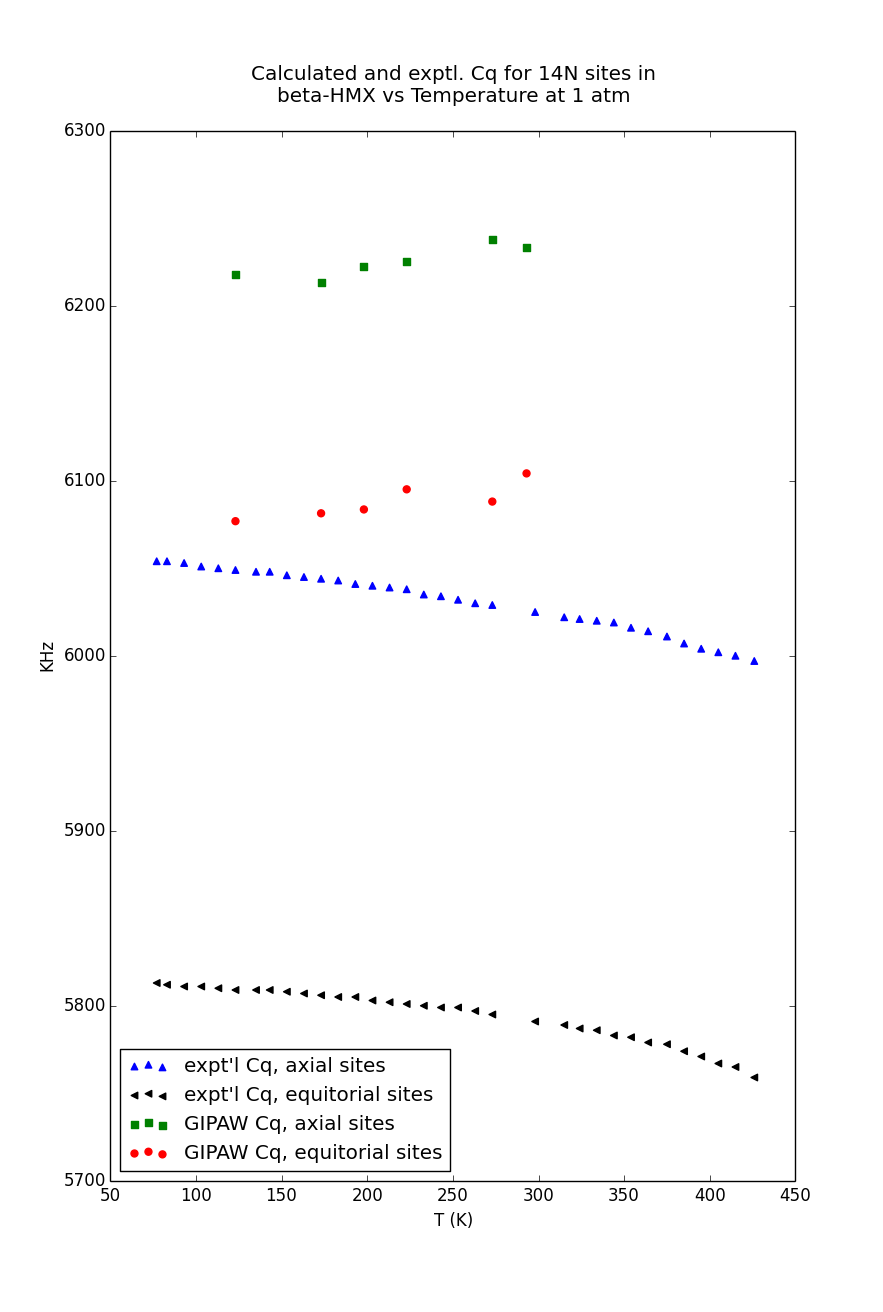 Calculated and exptl. Cq for 14N sites in
beta-HMX vs Temperature at 1 atm
6300
6200
6100
6000
5900
5800
5700
KHz
expt'l Cq, axial sites
expt'l Cq, equitorial sites
GIPAW Cq, axial sites
GIPAW Cq, equitorial sites
50 100 150 200 250 300 350 400 450
T (K)